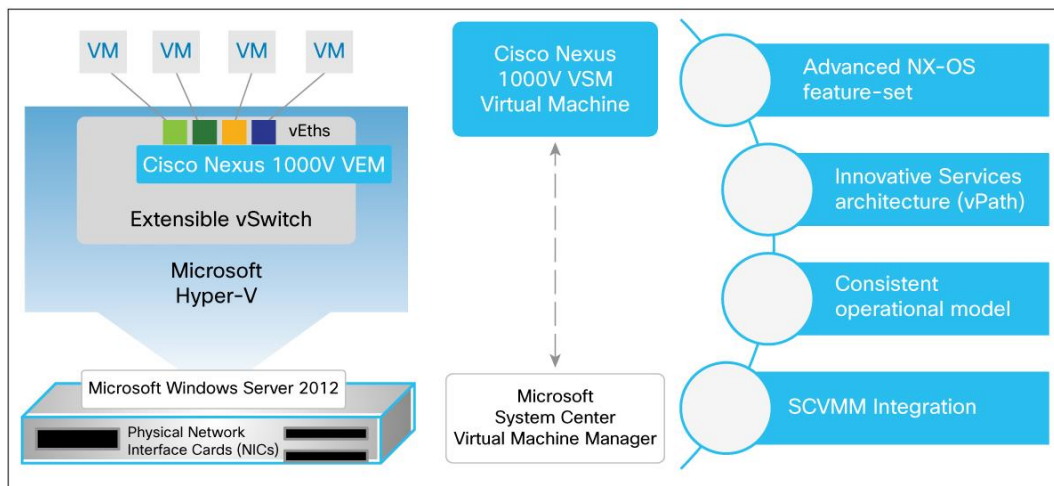 VM
VM
VM
VM
vEths
Cisco Nexus 1000V VEM
Extensible vSwitch
Microsoft
Hyper-V
Microsoft Windows Server 2012
Physical Network
Interface Cards (NICs)
Cisco Nexus
1000V VSM
Virtual Machine
Microsoft
System Center
Virtual Machine Manager
Advanced NX-OS
feature-set
Innovative Services
architecture (vPath)
Consistent
operational model
SCVMM Integration